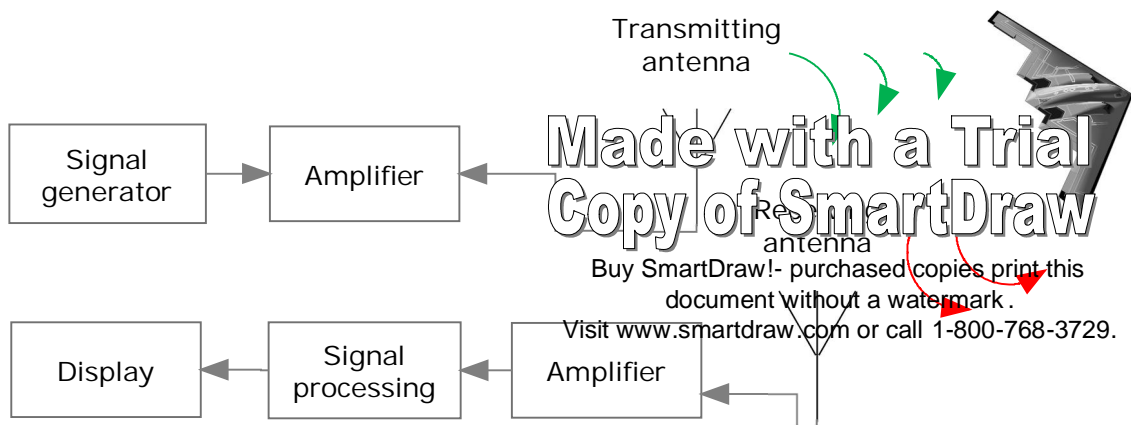 Transmitting
antenna
Signal
generator
Amplifier
Made with a Trial
Copy of SmartDraw
antenna
Buy SmartDraw!- purchased copies print this
document without a watermark .
Visit www.smartdraw.com or call 1-800-768-3729.
Display
Signal
processing
Amplifier